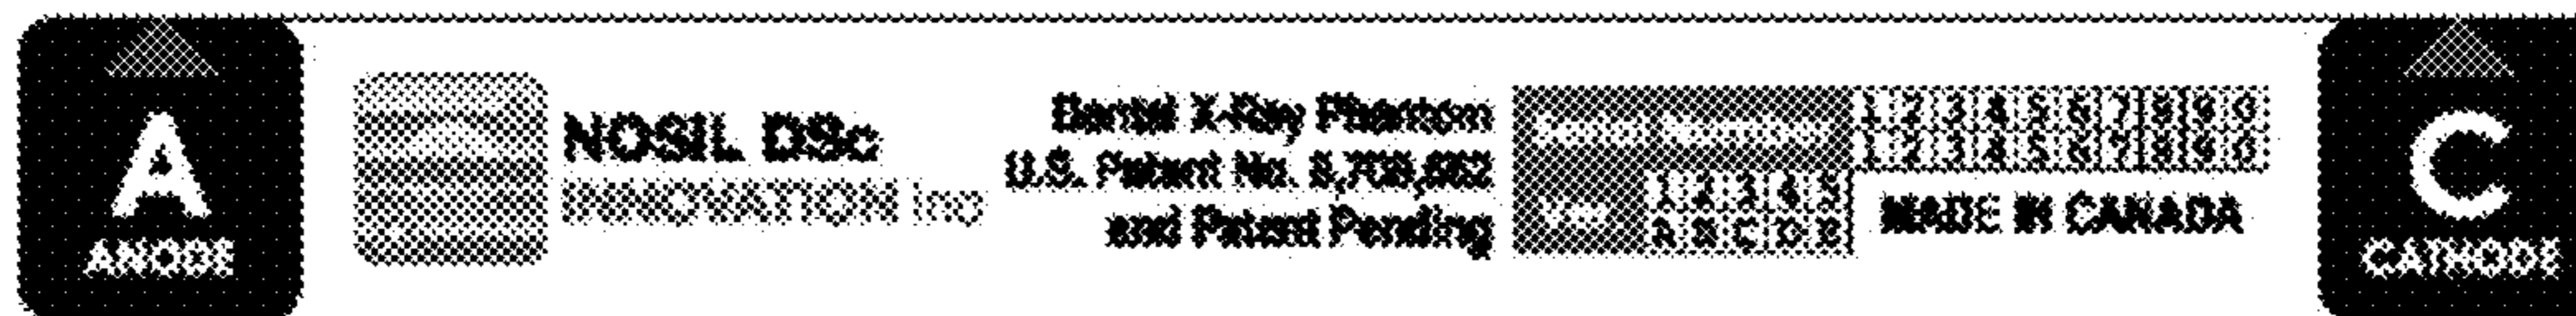 A
ANODE
NOSIL DSc
INNOVATION inc
Dental X-Ray Phantom
U.S. Patent No.
and Patent Pending
1 2 3 4 5 6 7 8 9 0
1 2 3 4 5 6 7 8 9 0
1 2 3 4 5
A B C D E
MADE IN CANADA
C
CATHODE